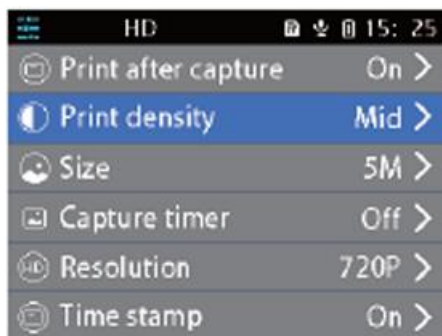 HD 15: 25
Print after capture On
Print density Mid
Size 5M
Capture timer Off
HD Resolution 720P
Time stamp On